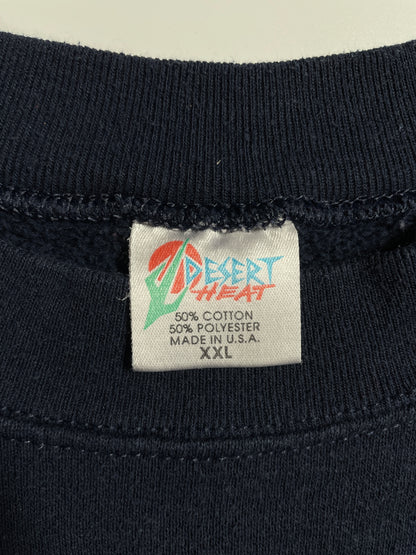 DESERT
HEAT
50% COTTON
50% POLYESTER
MADE IN U.S.A.
XXL